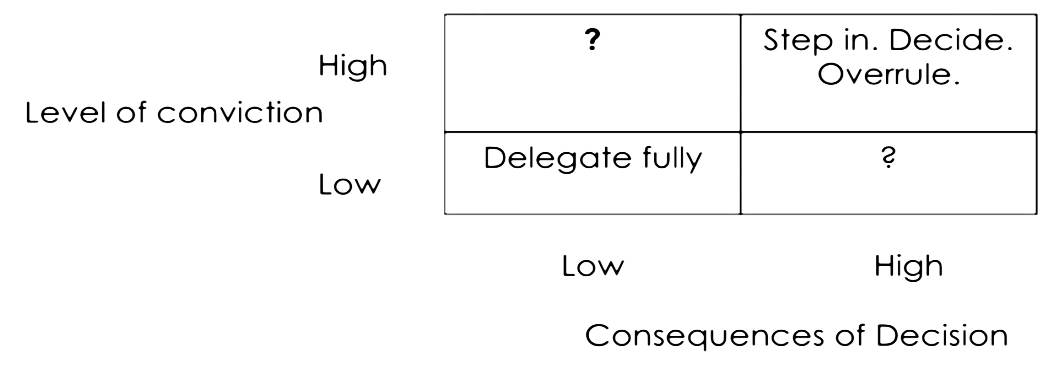 ?
Step in. Decide.
Overrule.
High
Level of conviction
Delegate fully
?
Low
Low
High
Consequences of Decision